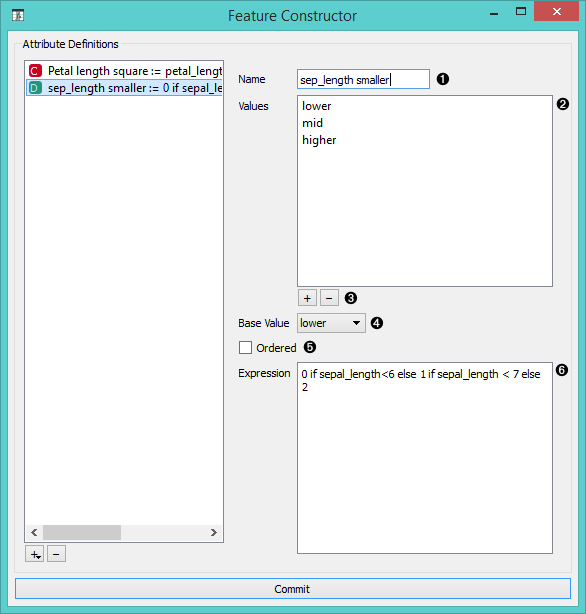 Feature Constructor
Attribute Definitions
C Petal length square := petal_lengt
D sep_length smaller := 0 if sepal_le
+ −
Name sep_length smaller ❶
Values ❷
lower
mid
higher
+ − ❸
Base Value lower ❹
Ordered ❺
Expression ❻
0 if sepal_length<6 else 1 if sepal_length < 7 else
2
Commit